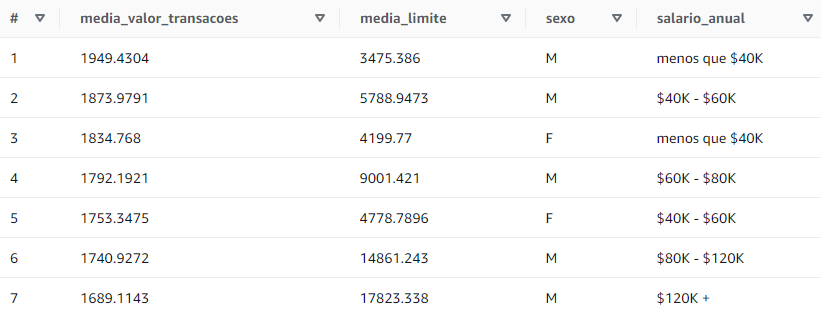 # media_valor_transacoes media_limite sexo salario_anual
1 1949.4304 3475.386 M menos que $40K
2 1873.9791 5788.9473 M $40K - $60K
3 1834.768 4199.77 F menos que $40K
4 1792.1921 9001.421 M $60K - $80K
5 1753.3475 4778.7896 F $40K - $60K
6 1740.9272 14861.243 M $80K - $120K
7 1689.1143 17823.338 M $120K +